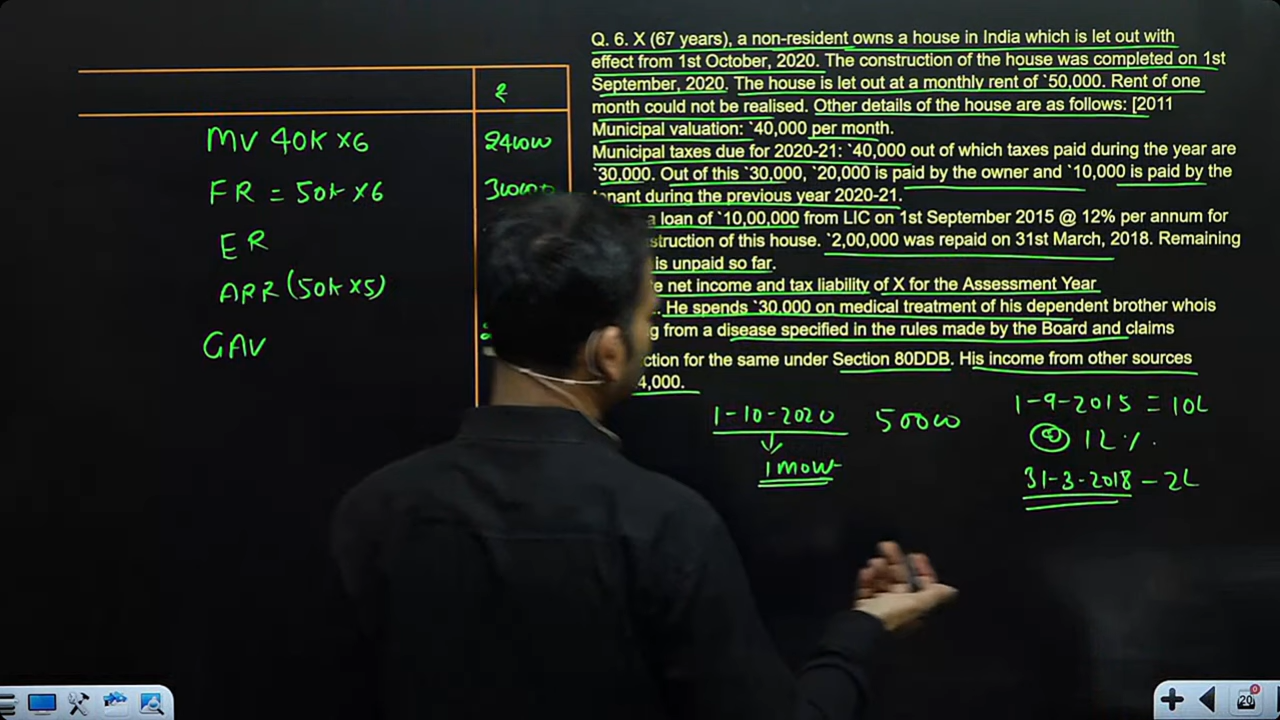 ₹
MV 40K X6 240000
FR = 50K X6
ER
ARR (50K X5)
GAV
Q. 6. X (67 years), a non-resident owns a house in India which is let out with
effect from 1st October, 2020. The construction of the house was completed on 1st
September, 2020. The house is let out at a monthly rent of `50,000. Rent of one
month could not be realised. Other details of the house are as follows: [2011
Municipal valuation: `40,000 per month.
Municipal taxes due for 2020-21: `40,000 out of which taxes paid during the year are
`30,000. Out of this `30,000, `20,000 is paid by the owner and `10,000 is paid by the
tenant during the previous year 2020-21.
a loan of `10,00,000 from LIC on 1st September 2015 @ 12% per annum for
struction of this house. `2,00,000 was repaid on 31st March, 2018. Remaining
is unpaid so far.
net income and tax liability of X for the Assessment Year
He spends `30,000 on medical treatment of his dependent brother whois
g from a disease specified in the rules made by the Board and claims
ction for the same under Section 80DDB. His income from other sources
4,000.
1-10-2020 50000
1-9-2015 = 10L
@ 12%.
31-3-2018 - 2L
20
0